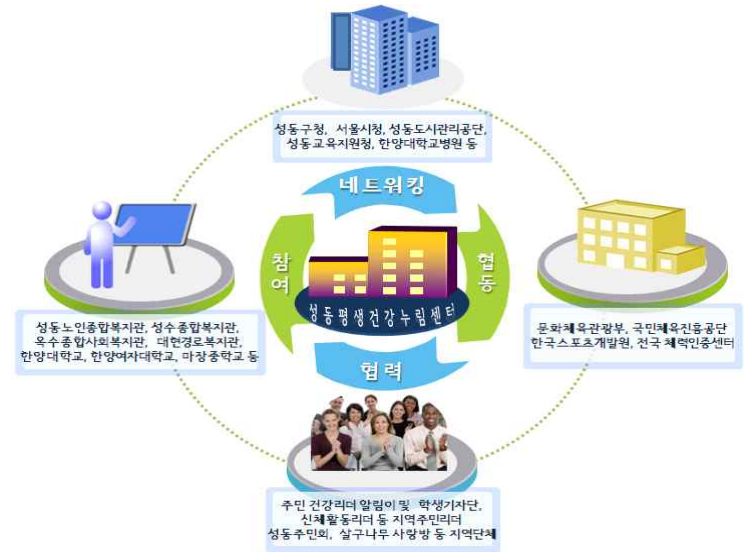 성동구청, 서울시청, 성동도시관리공단,
성동교육지원청, 한양대학교병원 등
네트워킹
참여
협동
성동평생건강누림센터
협력
성동노인종합복지관, 성수종합복지관,
옥수종합사회복지관, 대현경로복지관,
한양대학교, 한양여자대학교, 마장중학교 등
문화체육관광부, 국민체육진흥공단
한국스포츠개발원, 전국 체력인증센터
주민 건강리더 알림이 및 학생기자단,
신체활동리더 등 지역주민리더
성동주민회, 살구나무 사랑방 등 지역단체